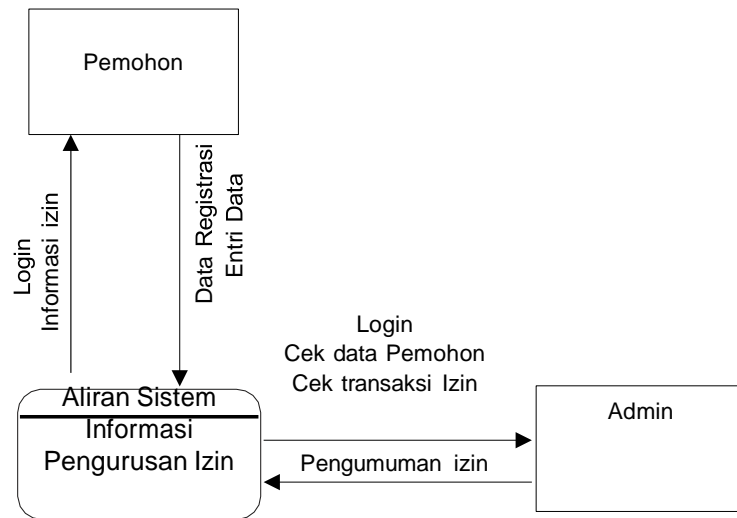 Pemohon
Login
Informasi izin
Data Registrasi
Entri Data
Login
Cek data Pemohon
Cek transaksi Izin
Aliran Sistem
Informasi
Pengurusan Izin
Pengumuman izin
Admin